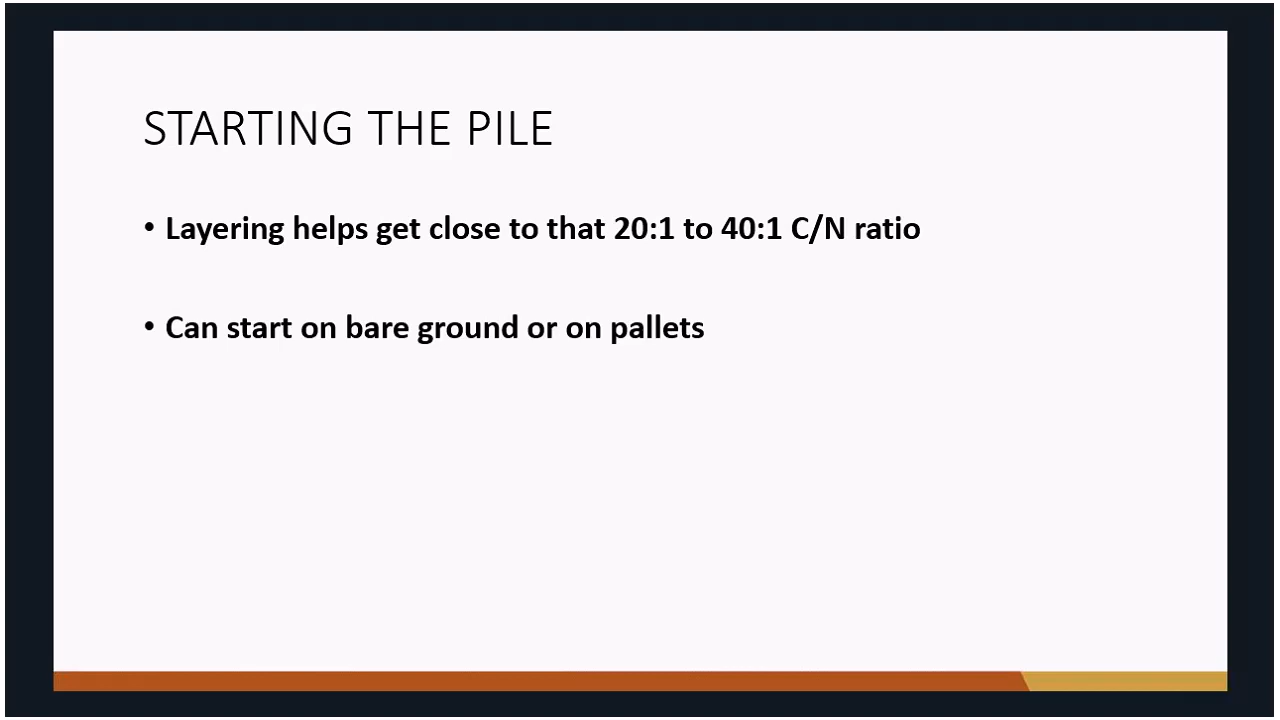 STARTING THE PILE
• Layering helps get close to that 20:1 to 40:1 C/N ratio
• Can start on bare ground or on pallets